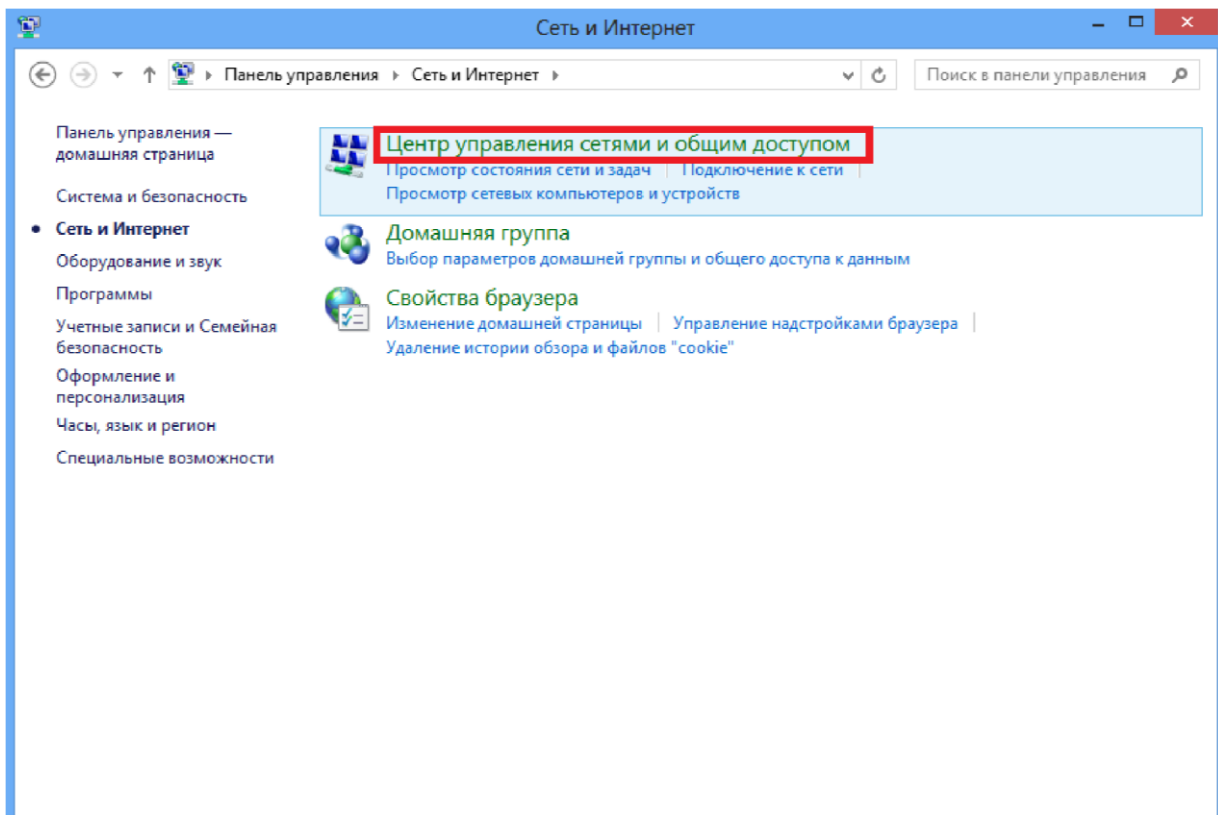 Сеть и Интернет
Панель управления
Сеть и Интернет
Поиск в панели управления
Панель управления —
домашняя страница
Система и безопасность
Сеть и Интернет
Оборудование и звук
Программы
Учетные записи и Семейная
безопасность
Оформление и
персонализация
Часы, язык и регион
Специальные возможности
Центр управления сетями и общим доступом
Просмотр состояния сети и задач
Подключение к сети
Просмотр сетевых компьютеров и устройств
Домашняя группа
Выбор параметров домашней группы и общего доступа к данным
Свойства браузера
Изменение домашней страницы
Управление надстройками браузера
Удаление истории обзора и файлов "cookie"